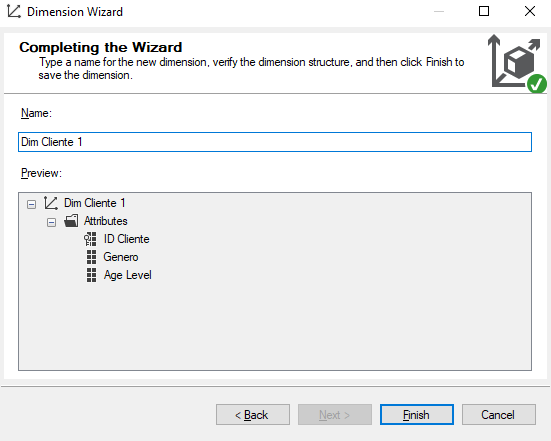 Dimension Wizard
Completing the Wizard
Type a name for the new dimension, verify the dimension structure, and then click Finish to
save the dimension.
Name:
Dim Cliente 1
Preview:
Dim Cliente 1
Attributes
ID Cliente
Genero
Age Level
< Back
Next >
Finish
Cancel